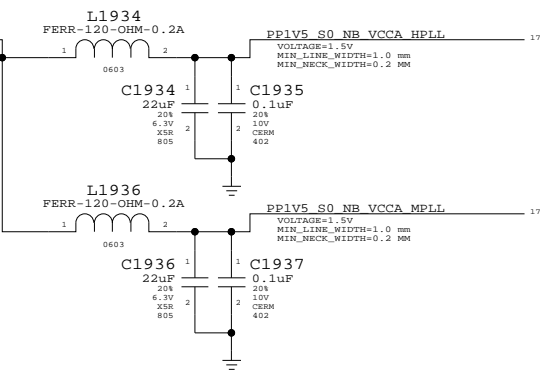 L1934
FERR-120-OHM-0.2A
1 2
0603
PP1V5_S0_NB_VCCA_HPLL 17
VOLTAGE=1.5V
MIN_LINE_WIDTH=1.0 mm
MIN_NECK_WIDTH=0.2 MM
C1934 1
22uF
20%
6.3V 2
X5R
805
1 C1935
0.1uF
20%
2 10V
CERM
402
L1936
FERR-120-OHM-0.2A
1 2
0603
PP1V5_S0_NB_VCCA_MPLL 17
VOLTAGE=1.5V
MIN_LINE_WIDTH=1.0 mm
MIN_NECK_WIDTH=0.2 MM
C1936 1
22uF
20%
6.3V 2
X5R
805
1 C1937
0.1uF
20%
2 10V
CERM
402